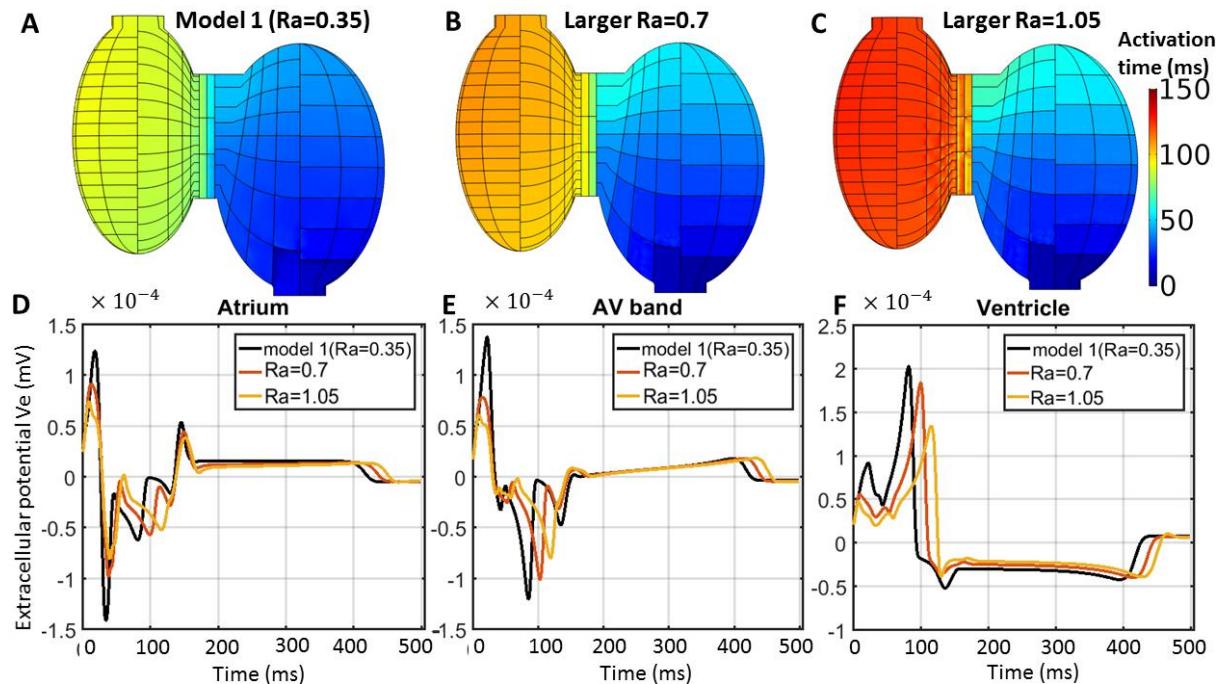 A Model 1 (Ra=0.35) B Larger Ra=0.7 C Larger Ra=1.05
Activation
time (ms)
150
100
50
0
D × 10⁻⁴ Atrium
Extracellular potential Ve (mV)
1.5
1
0.5
0
-0.5
-1
-1.5
model 1(Ra=0.35)
Ra=0.7
Ra=1.05
0 100 200 300 400 500
Time (ms)
E × 10⁻⁴ AV band
1.5
1
0.5
0
-0.5
-1
-1.5
model 1(Ra=0.35)
Ra=0.7
Ra=1.05
0 100 200 300 400 500
Time (ms)
F × 10⁻⁴ Ventricle
2.5
2
1.5
1
0.5
0
-0.5
-1
model 1(Ra=0.35)
Ra=0.7
Ra=1.05
0 100 200 300 400 500
Time (ms)